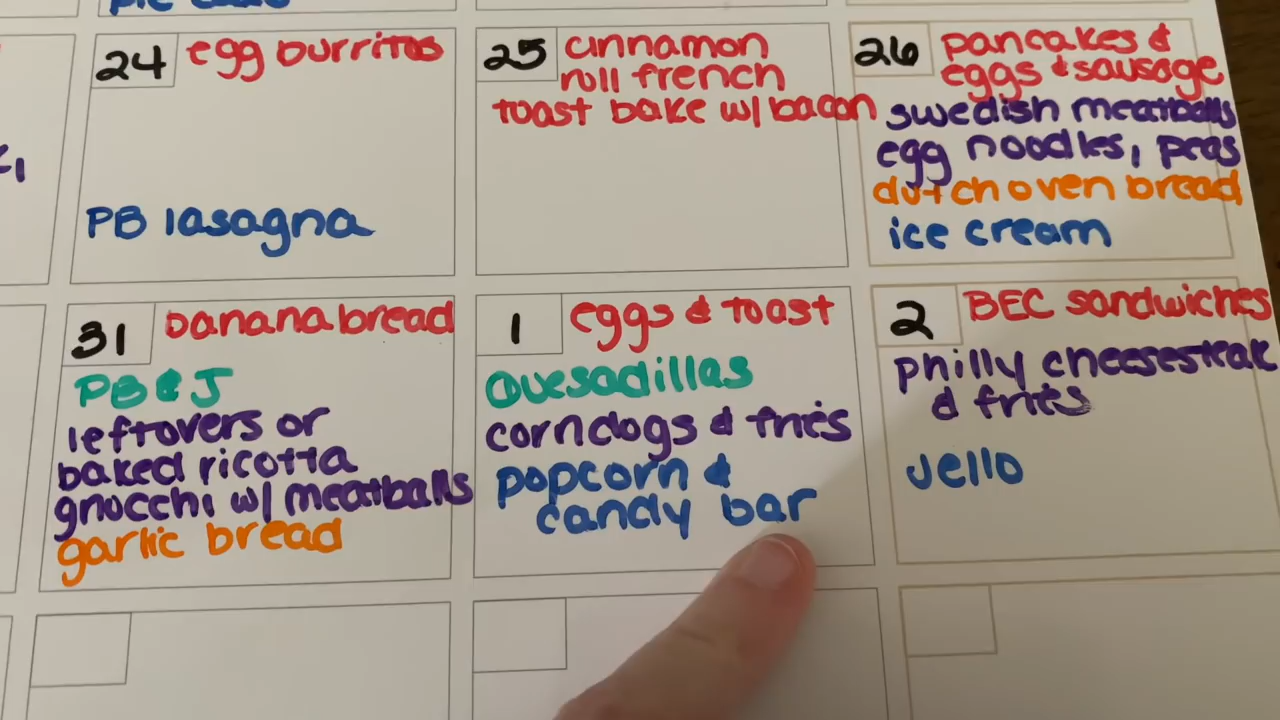 24 egg burritos
PB lasagna
25 cinnamon
roll french
toast bake w/ bacon
26 pancakes &
eggs & sausage
swedish meatballs
egg noodles, peas
dutch oven bread
ice cream
31 banana bread
PB & J
leftovers or
baked ricotta
gnocchi w/ meatballs
garlic bread
1 eggs & toast
Quesadillas
corndogs & fries
popcorn &
candy bar
2 BEC sandwiches
philly cheesesteak
& fries
Jello